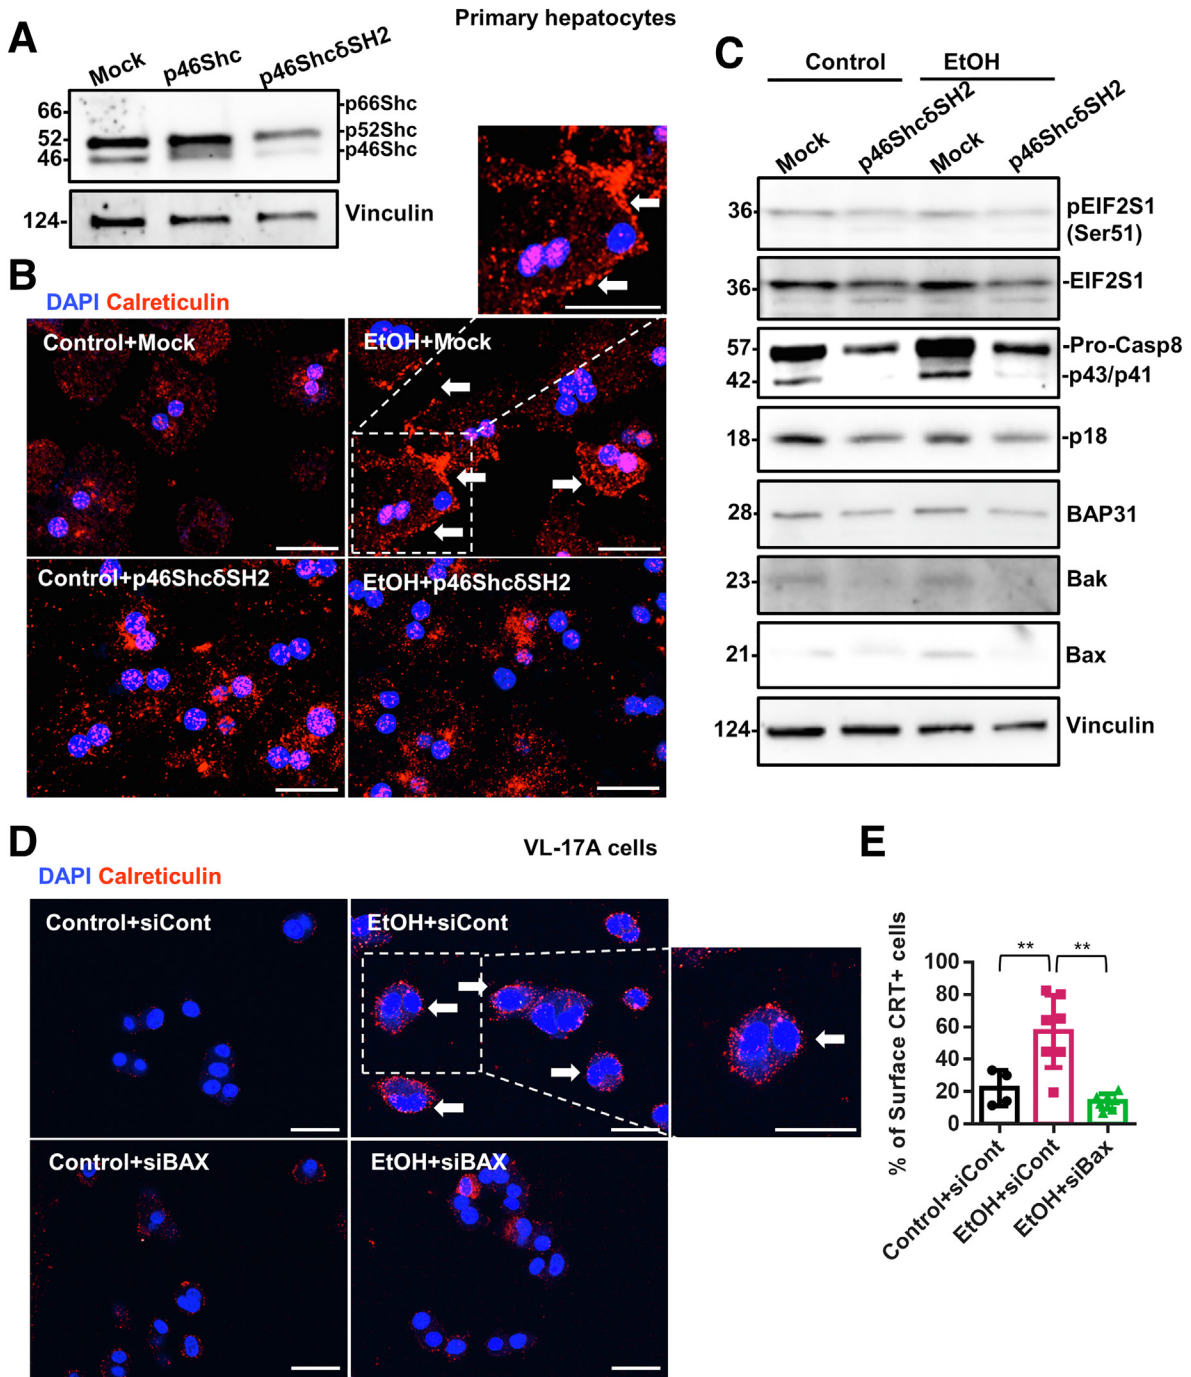 Primary hepatocytes
A
Mock
p46Shc
p46ShcδSH2
66-
52-
46-
-p66Shc
-p52Shc
-p46Shc
124-
Vinculin
B
DAPI Calreticulin
Control+Mock
EtOH+Mock
Control+p46ShcδSH2
EtOH+p46ShcδSH2
C
Control
EtOH
Mock
p46ShcδSH2
Mock
p46ShcδSH2
36-
pEIF2S1
(Ser51)
36-
-EIF2S1
57-
-Pro-Casp8
42-
-p43/p41
18-
-p18
28-
BAP31
23-
Bak
21-
Bax
124-
Vinculin
D
VL-17A cells
DAPI Calreticulin
Control+siCont
EtOH+siCont
Control+siBAX
EtOH+siBAX
E
% of Surface CRT+ cells
100
80
60
40
20
0
**
**
Control+siCont
EtOH+siCont
EtOH+siBax